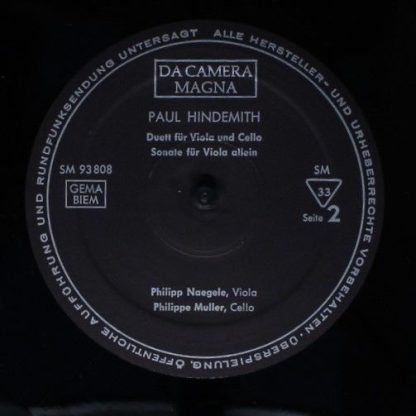 ALLE HERSTELLER- UND URHEBERRECHTE VORBEHALTEN · ÜBERSPIELUNG, ÖFFENTLICHE AUFFÜHRUNG UND RUNDFUNKSENDUNG UNTERSAGT
DA CAMERA
MAGNA
PAUL HINDEMITH
Duett für Viola und Cello
Sonate für Viola allein
SM 93 808
GEMA
BIEM
SM
33
Seite 2
Philipp Naegele, Viola
Philippe Muller, Cello